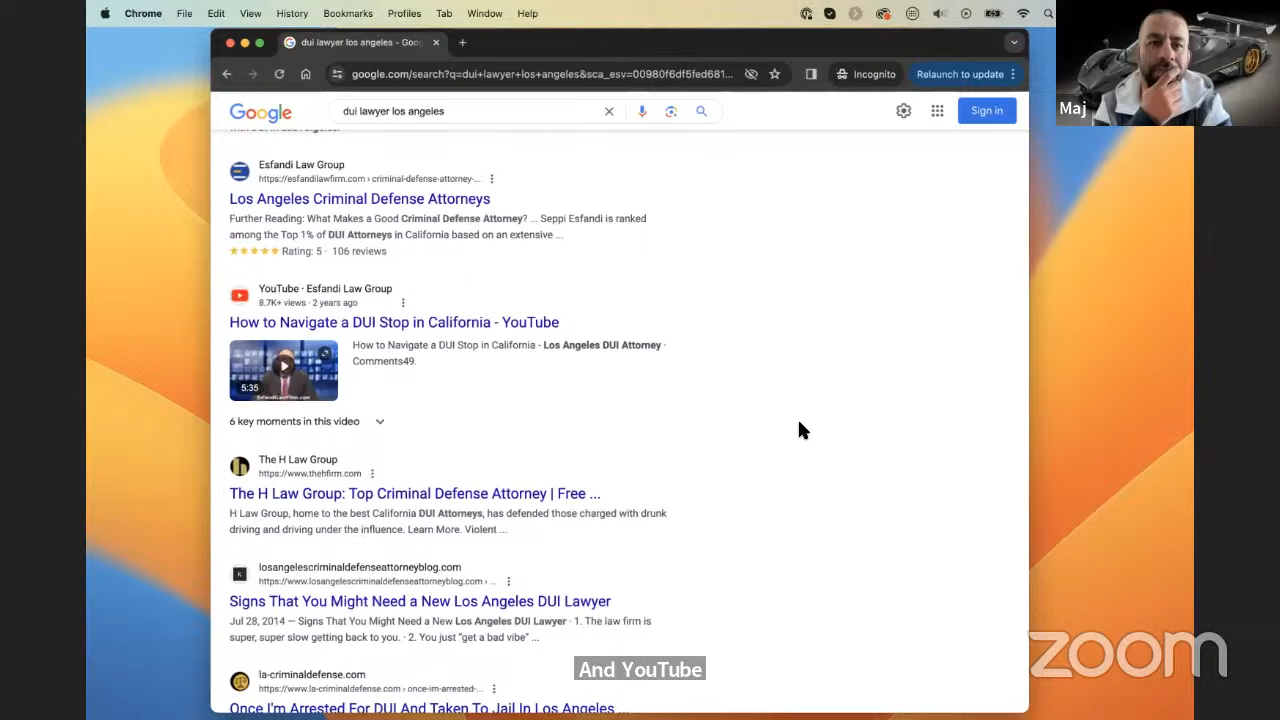 Chrome File Edit View History Bookmarks Profiles Tab Window Help
dui lawyer los angeles - Goog
google.com/search?q=dui+lawyer+los+angeles&sca_esv=00980f6df5fed681...
Incognito
Relaunch to update
Google
dui lawyer los angeles
Sign in
Maj
Esfandi Law Group
https://esfandilawfirm.com › criminal-defense-attorney-...
Los Angeles Criminal Defense Attorneys
Further Reading: What Makes a Good Criminal Defense Attorney? ... Seppi Esfandi is ranked
among the Top 1% of DUI Attorneys in California based on an extensive ...
Rating: 5 · 106 reviews
YouTube · Esfandi Law Group
8.7K+ views · 2 years ago
How to Navigate a DUI Stop in California - YouTube
How to Navigate a DUI Stop in California - Los Angeles DUI Attorney ·
Comments49.
5:35
EsfandiLawFirm.com
6 key moments in this video
The H Law Group
https://www.thehfirm.com
The H Law Group: Top Criminal Defense Attorney | Free ...
H Law Group, home to the best California DUI Attorneys, has defended those charged with drunk
driving and driving under the influence. Learn More. Violent ...
losangelescriminaldefenseattorneyblog.com
https://www.losangelescriminaldefenseattorneyblog.com › ...
Signs That You Might Need a New Los Angeles DUI Lawyer
Jul 28, 2014 — Signs That You Might Need a New Los Angeles DUI Lawyer · 1. The law firm is
super, super slow getting back to you. · 2. You just "get a bad vibe" ...
la-criminaldefense.com
https://www.la-criminaldefense.com › once-im-arrested-...
Once I'm Arrested For DUI And Taken To Jail In Los Angeles ...
And YouTube
zoom